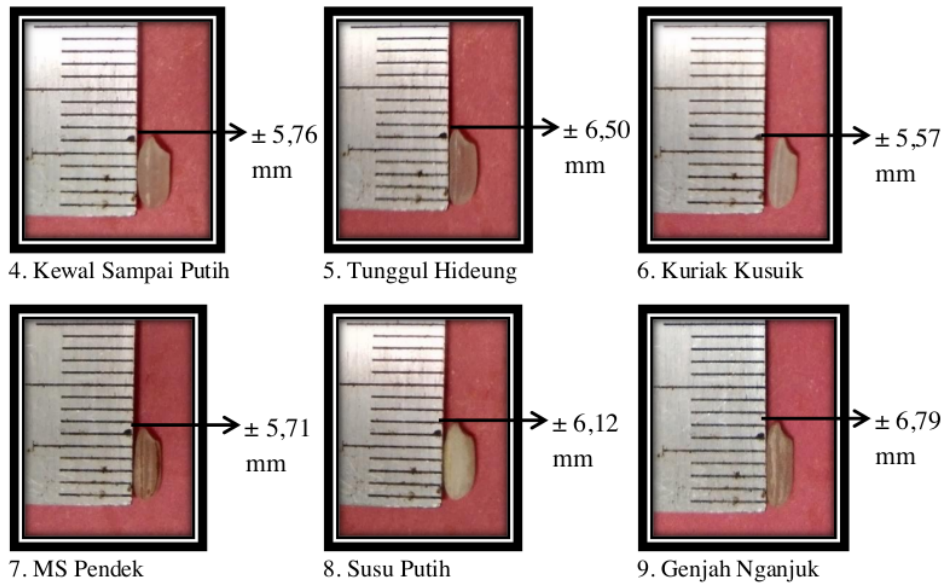 ± 5,76
mm
± 6,50
mm
± 5,57
mm
4. Kewal Sampai Putih
5. Tunggul Hideung
6. Kuriak Kusuik
± 5,71
mm
± 6,12
mm
± 6,79
mm
7. MS Pendek
8. Susu Putih
9. Genjah Nganjuk